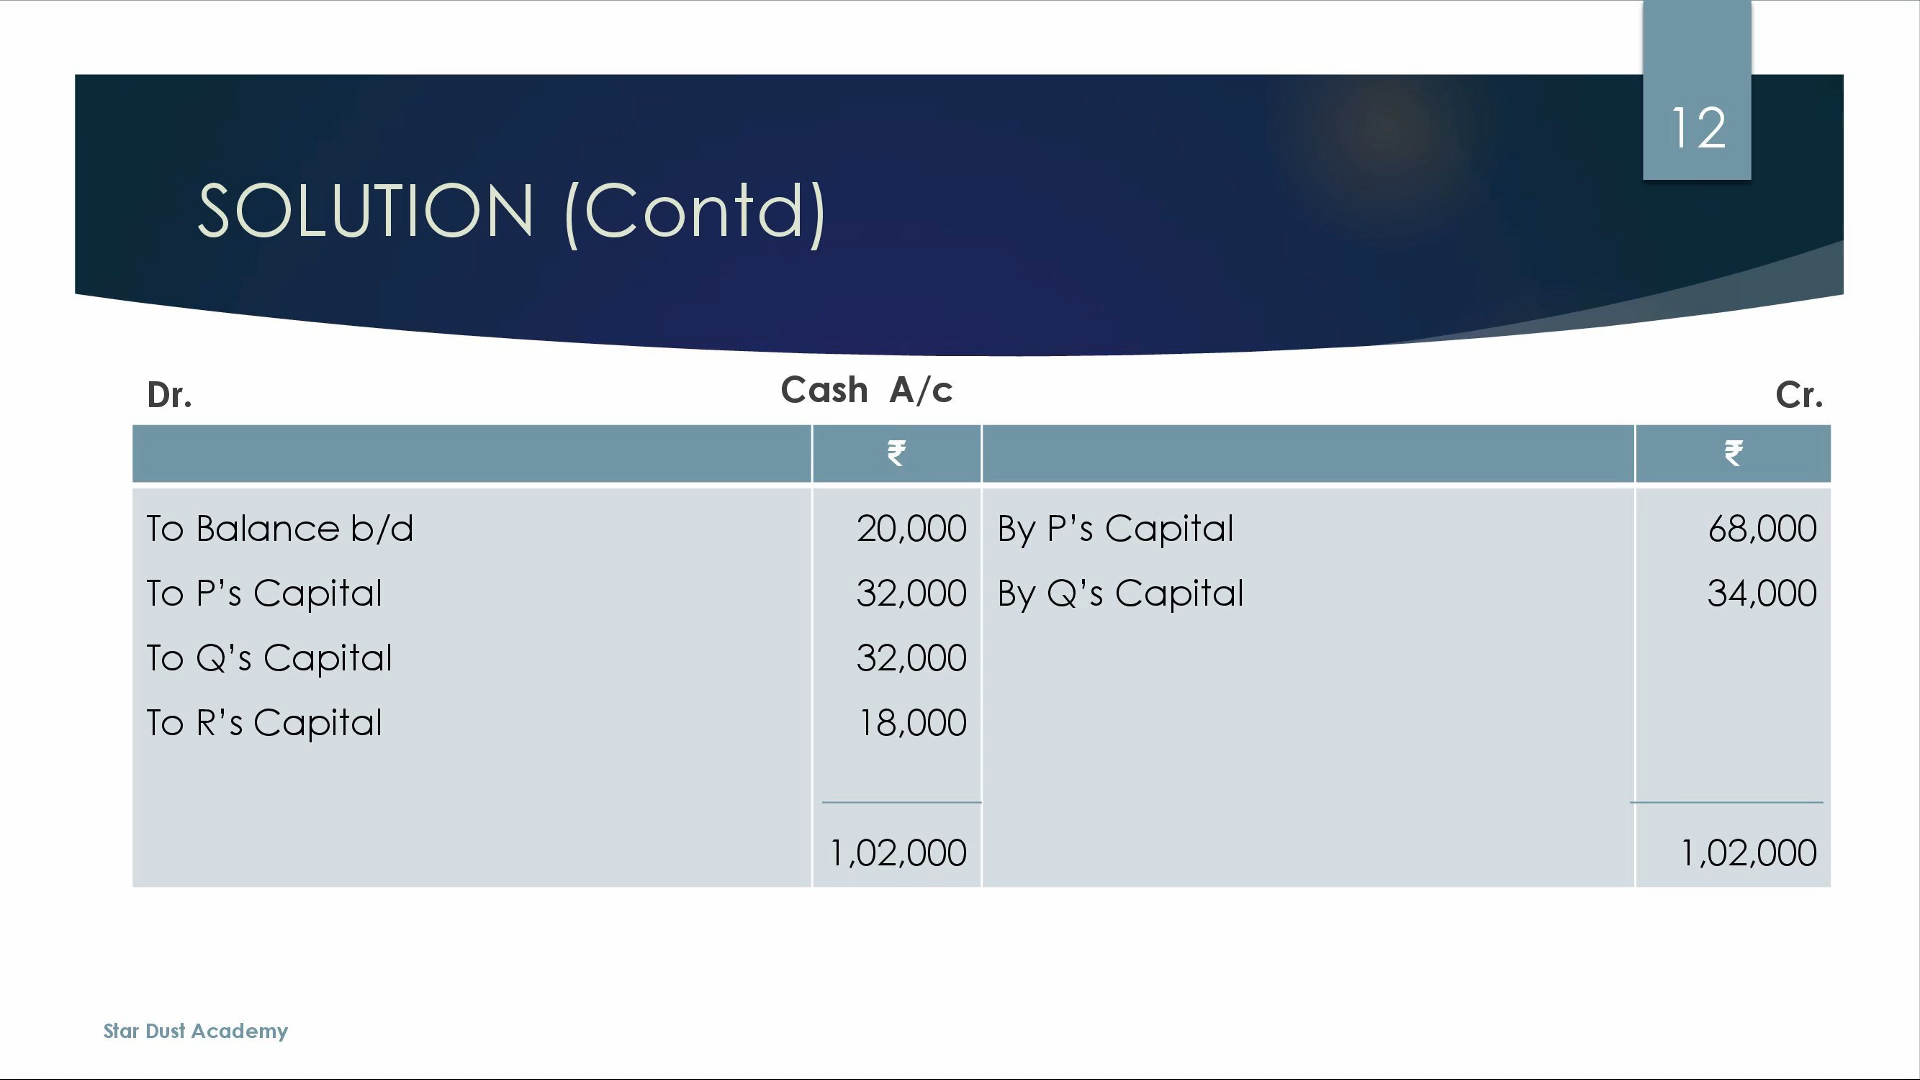 12
SOLUTION (Contd)
Dr. Cash A/c Cr.
₹ ₹
To Balance b/d 20,000 By P’s Capital 68,000
To P’s Capital 32,000 By Q’s Capital 34,000
To Q’s Capital 32,000
To R’s Capital 18,000
1,02,000 1,02,000
Star Dust Academy